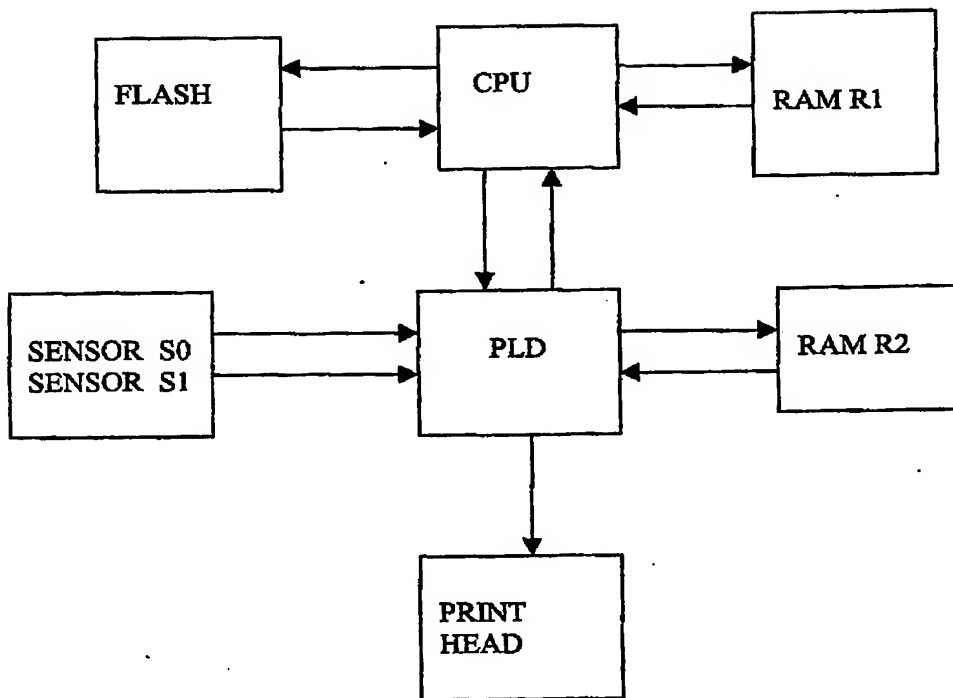 FLASH
CPU
RAM R1
SENSOR S0
SENSOR S1
PLD
RAM R2
PRINT
HEAD